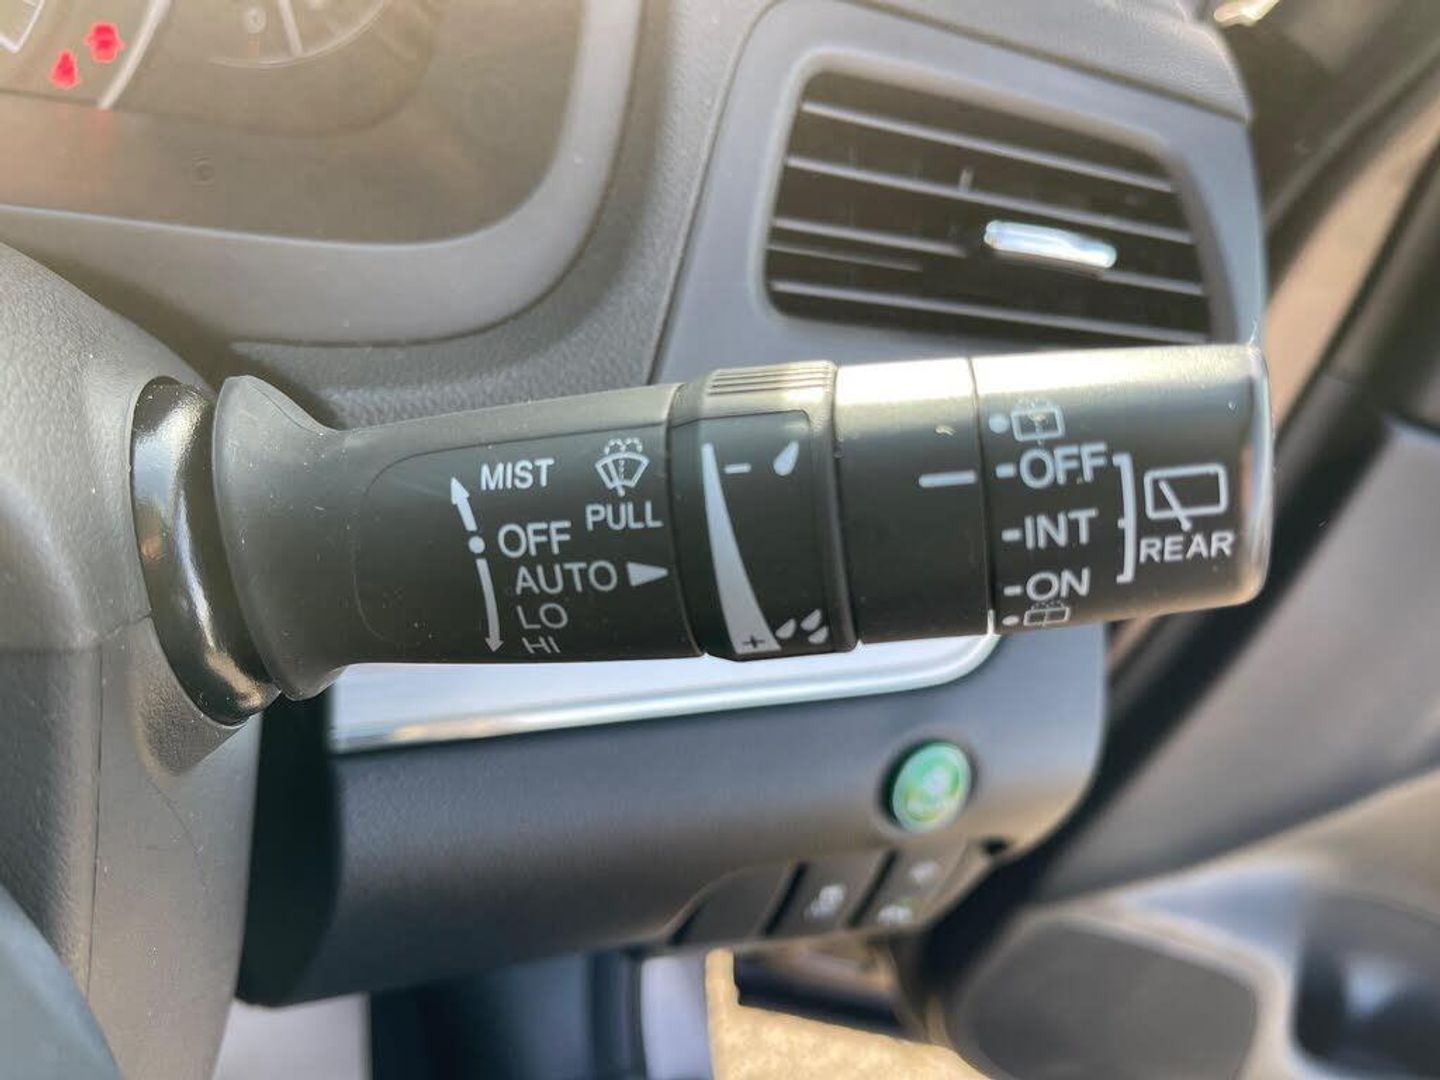 MIST
PULL
OFF
AUTO
LO
HI
- 
+
OFF
INT
ON
REAR